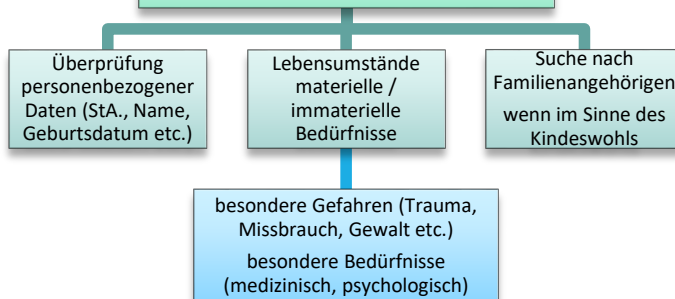 Überprüfung
personenbezogener
Daten (StA., Name,
Geburtsdatum etc.)
Lebensumstände
materielle /
immaterielle
Bedürfnisse
Suche nach
Familienangehörigen
wenn im Sinne des
Kindeswohls
besondere Gefahren (Trauma,
Missbrauch, Gewalt etc.)
besondere Bedürfnisse
(medizinisch, psychologisch)